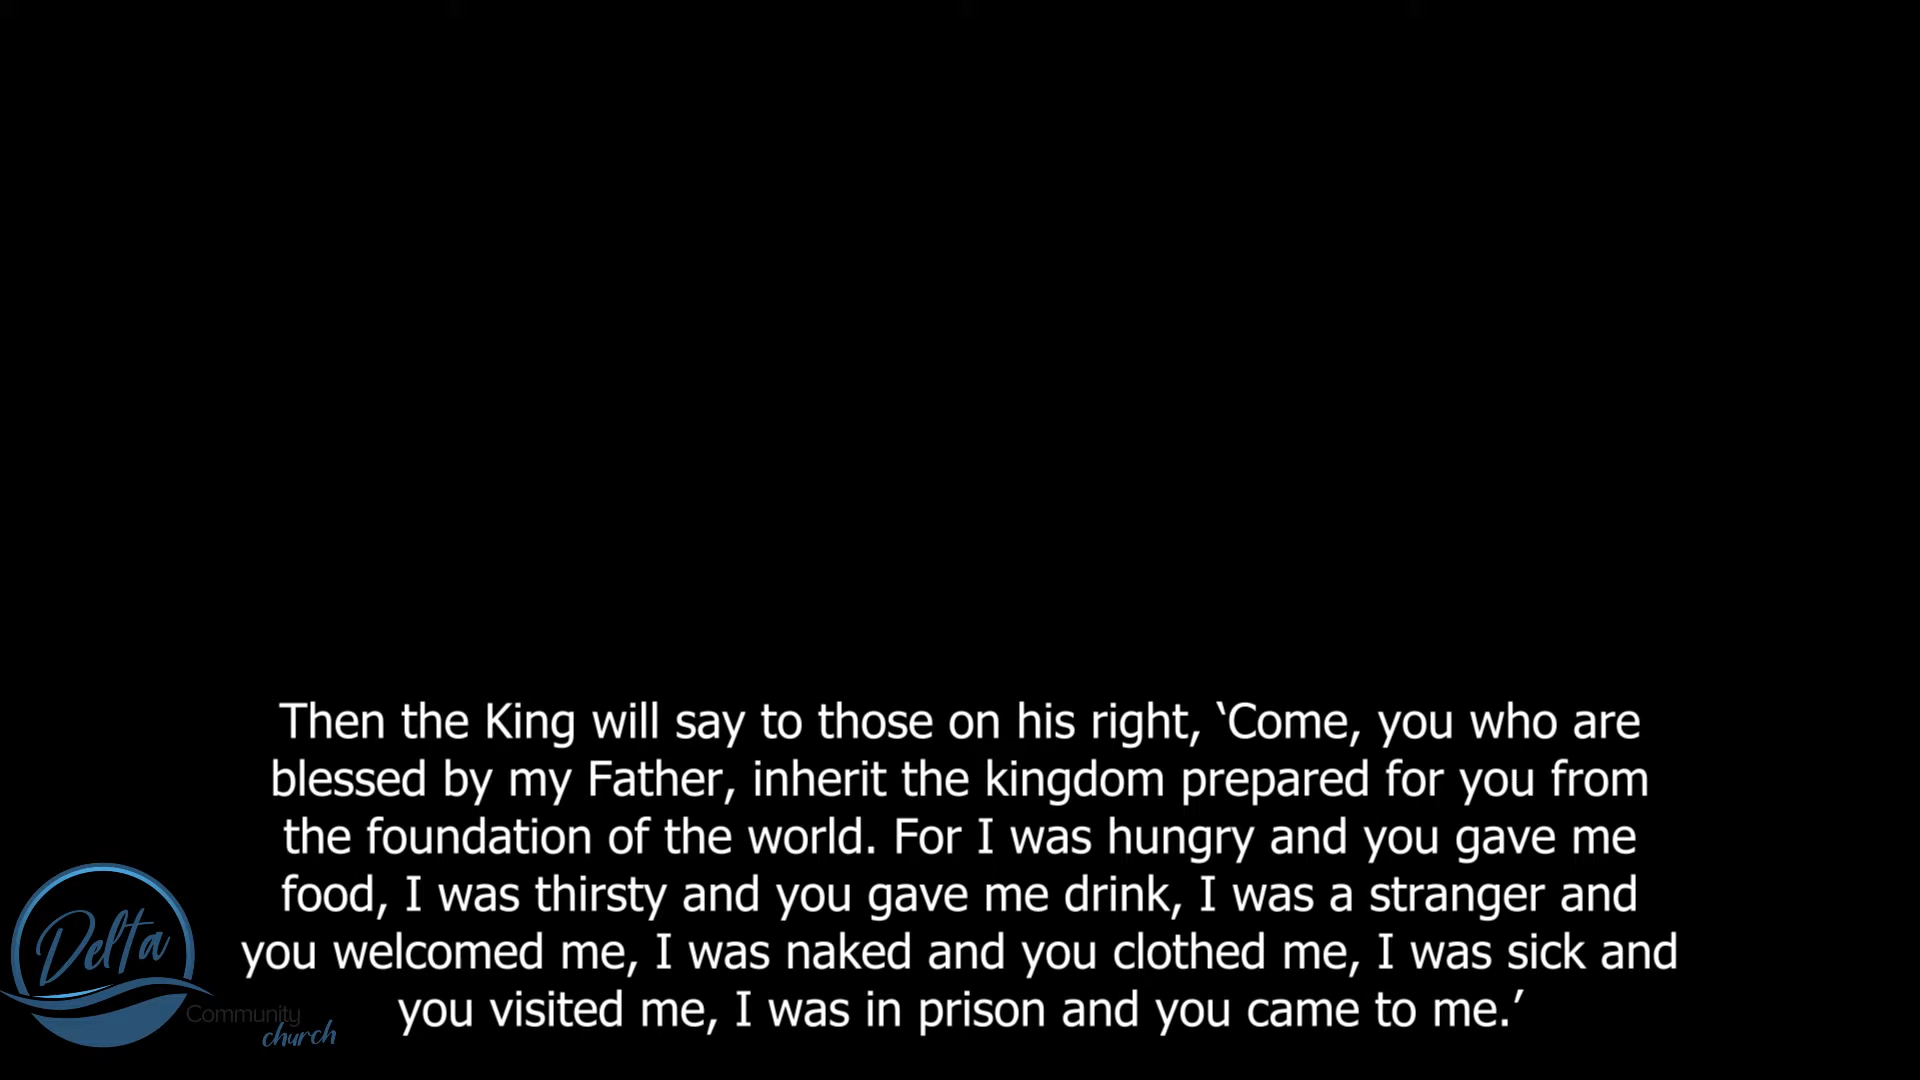 Then the King will say to those on his right, ‘Come, you who are
blessed by my Father, inherit the kingdom prepared for you from
the foundation of the world. For I was hungry and you gave me
food, I was thirsty and you gave me drink, I was a stranger and
you welcomed me, I was naked and you clothed me, I was sick and
you visited me, I was in prison and you came to me.’
Delta
Community
church